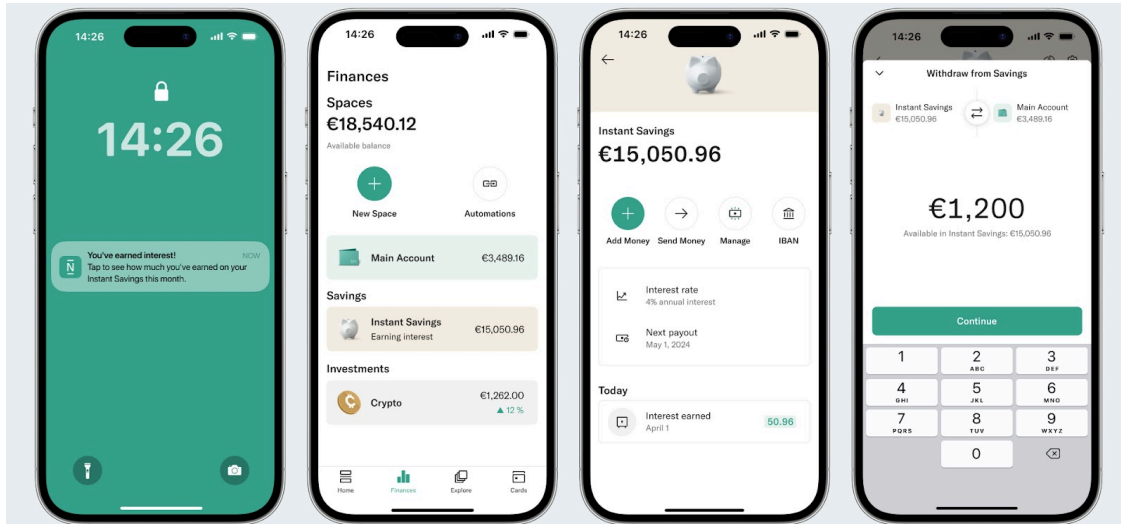 14:26
14:26
You've earned interest!
NOW
N
Tap to see how much you've earned on your
Instant Savings this month.
14:26
Finances
Spaces
€18,540.12
Available balance
New Space
Automations
Main Account
€3,489.16
Savings
Instant Savings
Earning interest
€15,050.96
Investments
Crypto
€1,262.00
▲ 12 %
Home
Finances
Explore
Cards
14:26
Instant Savings
€15,050.96
Add Money
Send Money
Manage
IBAN
Interest rate
4% annual interest
Next payout
May 1, 2024
Today
Interest earned
April 1
50.96
14:26
Withdraw from Savings
Instant Savings
€15,050.96
Main Account
€3,489.16
€1,200
Available in Instant Savings: €15,050.96
Continue
1
2
ABC
3
DEF
4
GHI
5
JKL
6
MNO
7
PQRS
8
TUV
9
WXYZ
0